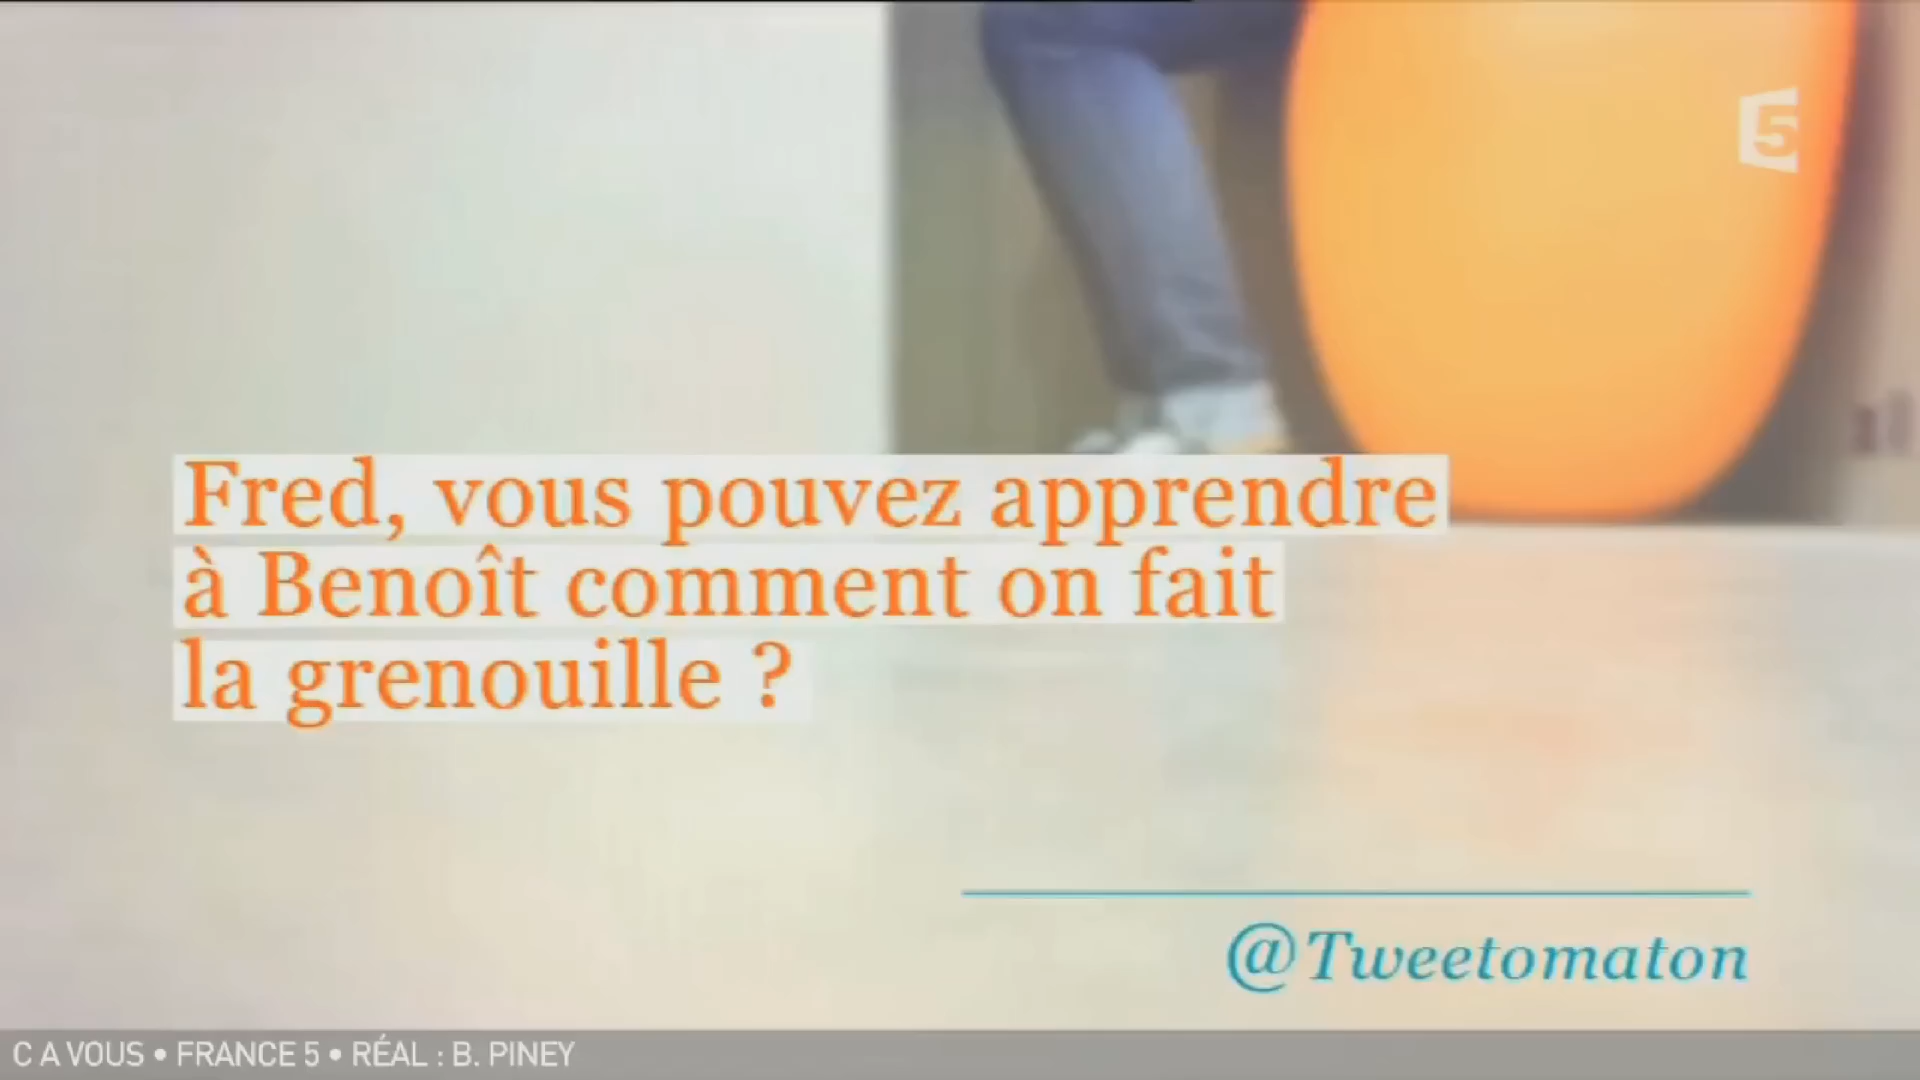 5
Fred, vous pouvez apprendre
à Benoît comment on fait
la grenouille ?
@Tweetomaton
C A VOUS • FRANCE 5 • RÉAL : B. PINEY